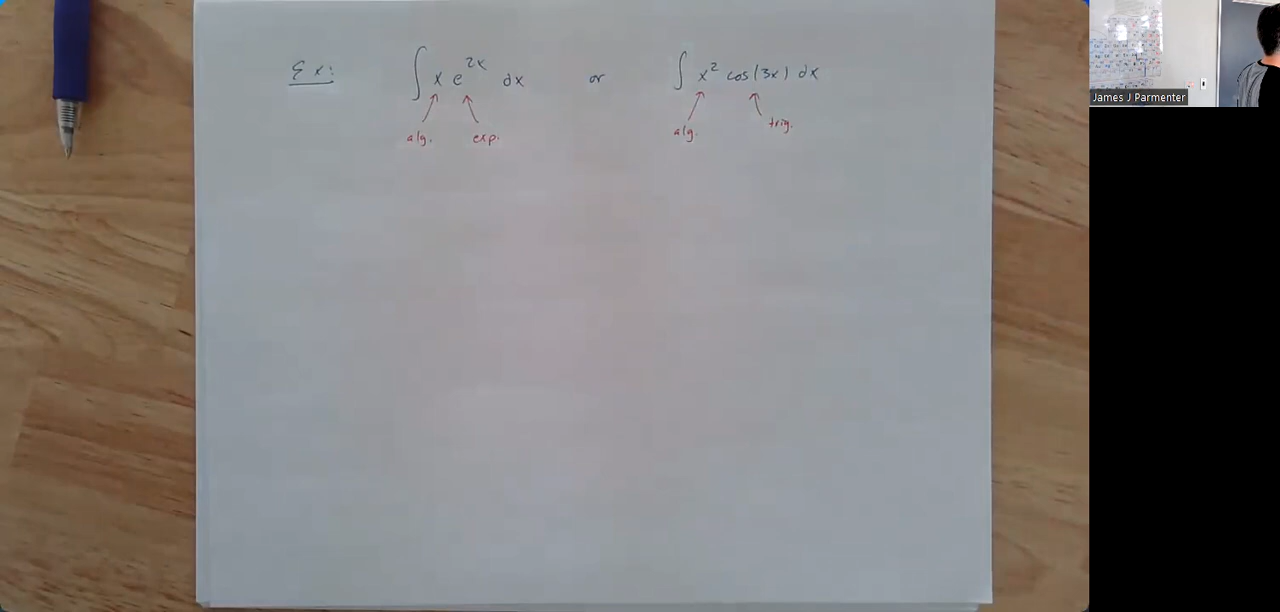 Ex: ∫ x e^{2x} dx or ∫ x² cos(3x) dx
alg. exp. alg. trig.
James J Parmenter